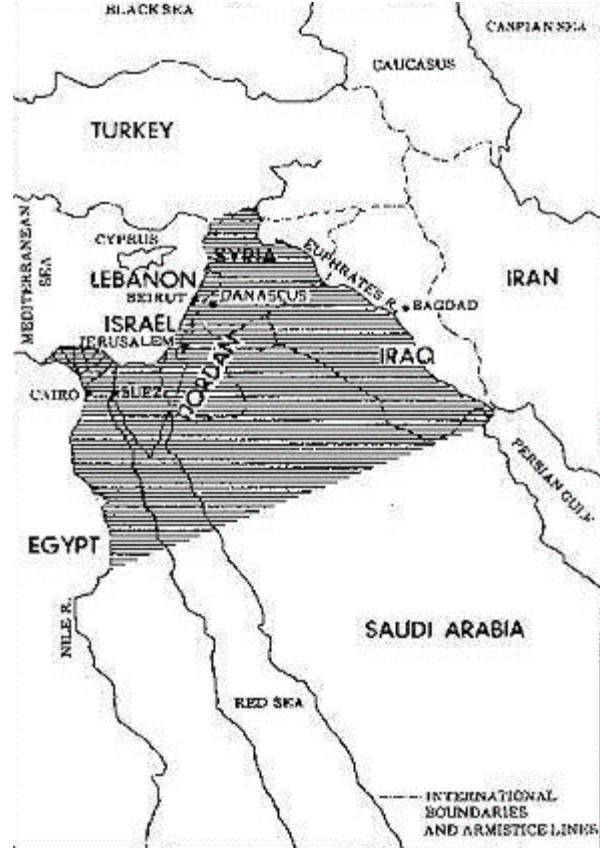 BLACK SEA
CASPIAN SEA
CAUCASUS
TURKEY
MEDITERRANEAN
SEA
CYPRUS
SYRIA
EUPHRATES R.
IRAN
LEBANON
BEIRUT
DAMASCUS
BAGDAD
ISRAËL
JERUSALEM
JORDAN
IRAQ
CAIRO
SUEZ
PERSIAN GULF
EGYPT
NILE R.
SAUDI ARABIA
RED SEA
INTERNATIONAL
BOUNDARIES
AND ARMISTICE LINES